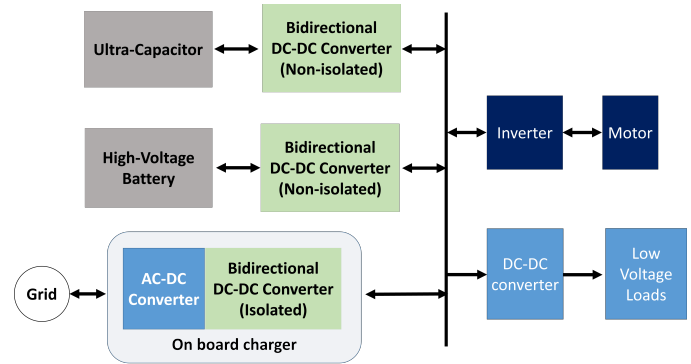 Ultra-Capacitor
Bidirectional
DC-DC Converter
(Non-isolated)
Inverter
Motor
High-Voltage
Battery
Bidirectional
DC-DC Converter
(Non-isolated)
DC-DC
converter
Low
Voltage
Loads
Grid
AC-DC
Converter
Bidirectional
DC-DC Converter
(Isolated)
On board charger